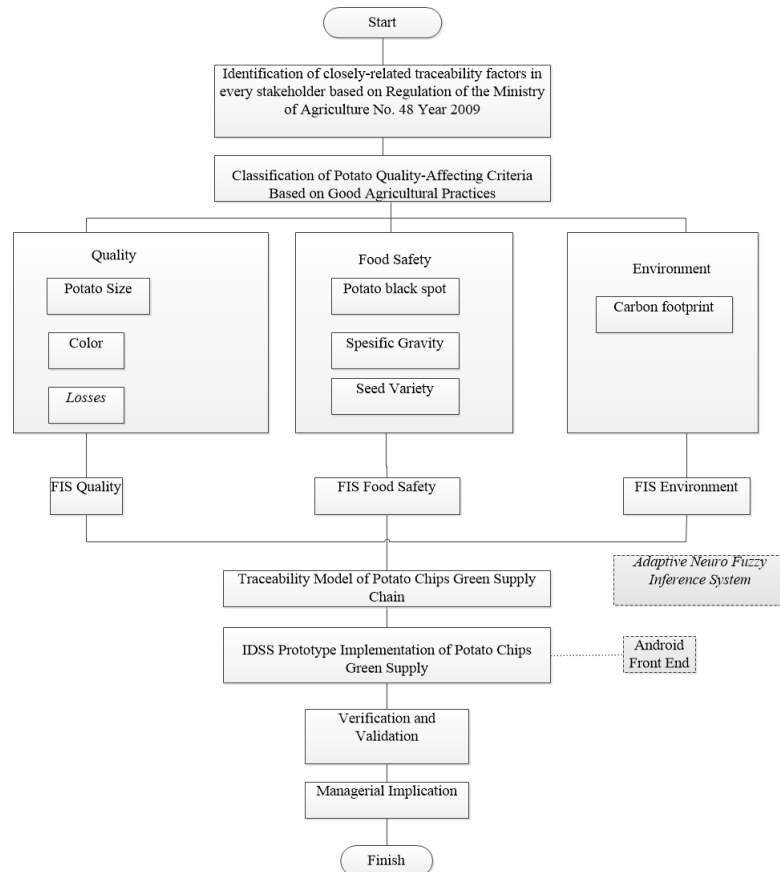 Start
Identification of closely-related traceability factors in
every stakeholder based on Regulation of the Ministry
of Agriculture No. 48 Year 2009
Classification of Potato Quality-Affecting Criteria
Based on Good Agricultural Practices
Quality
Potato Size
Color
Losses
Food Safety
Potato black spot
Spesific Gravity
Seed Variety
Environment
Carbon footprint
FIS Quality
FIS Food Safety
FIS Environment
Adaptive Neuro Fuzzy
Inference System
Traceability Model of Potato Chips Green Supply
Chain
IDSS Prototype Implementation of Potato Chips
Green Supply
Android
Front End
Verification and
Validation
Managerial Implication
Finish